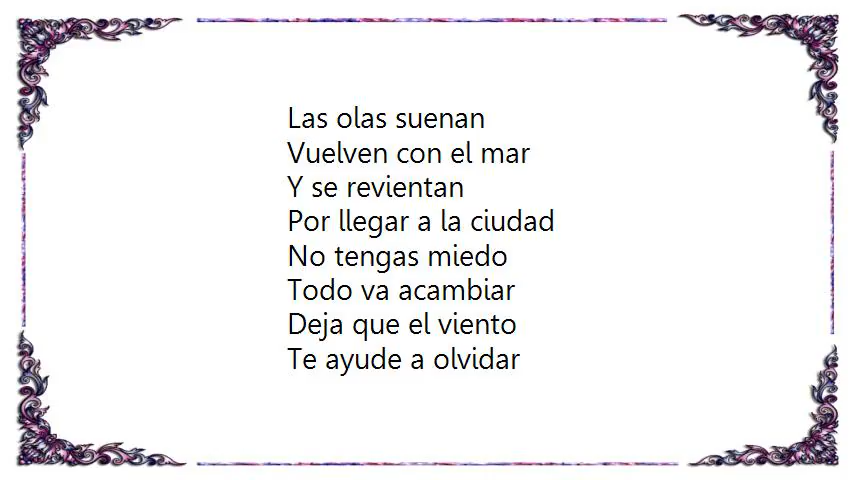 Las olas suenan
Vuelven con el mar
Y se revientan
Por llegar a la ciudad
No tengas miedo
Todo va acambiar
Deja que el viento
Te ayude a olvidar